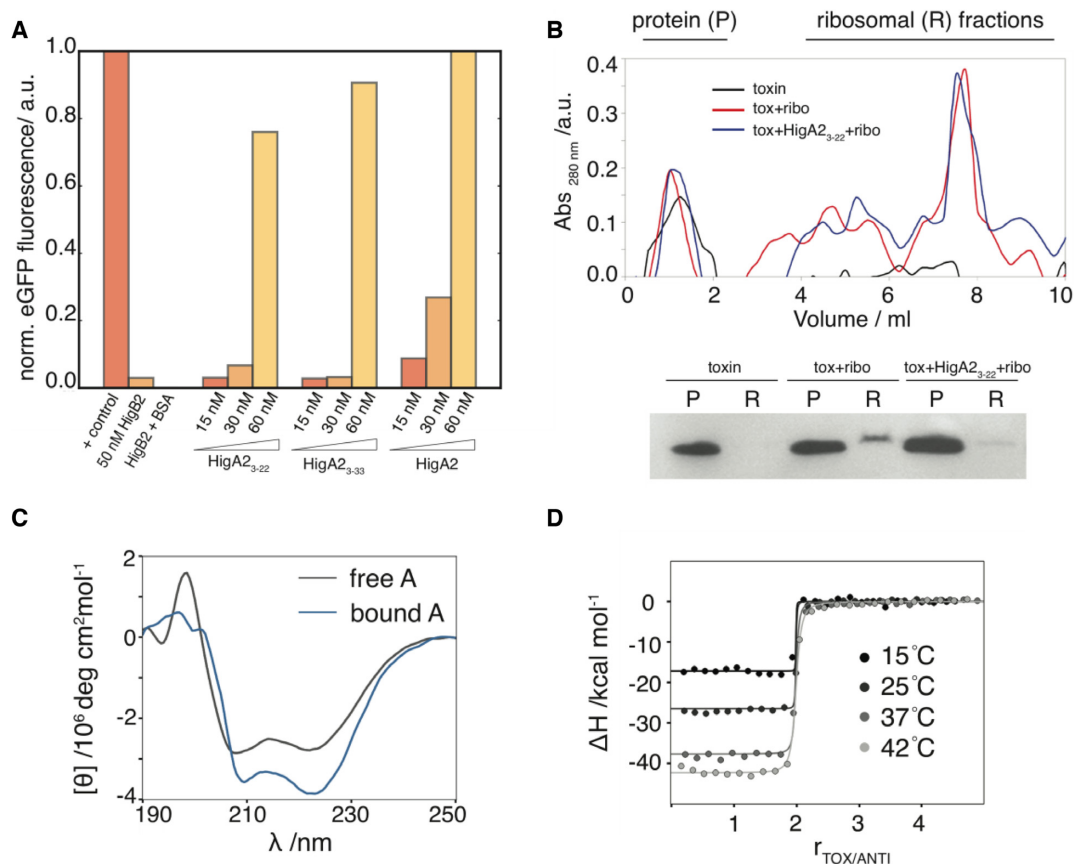 A
norm. eGFP fluorescence/ a.u.
1.0
0.8
0.6
0.4
0.2
0.0
+ control
50 nM HigB2
HigB2 + BSA
15 nM
30 nM
60 nM
15 nM
30 nM
60 nM
15 nM
30 nM
60 nM
HigA2₃₋₂₂
HigA2₃₋₃₃
HigA2
B
protein (P)
ribosomal (R) fractions
Abs 280 nm /a.u.
0.4
0.3
0.2
0.1
0.0
toxin
tox+ribo
tox+HigA2₃₋₂₂+ribo
0 2 4 6 8 10
Volume / ml
toxin tox+ribo tox+HigA2₃₋₂₂+ribo
P R P R P R
C
[θ] /10⁶ deg cm²mol⁻¹
2
0
-2
-4
free A
bound A
190 210 230 250
λ /nm
D
ΔH /kcal mol⁻¹
0
-10
-20
-30
-40
15°C
25°C
37°C
42°C
1 2 3 4
r TOX/ANTI